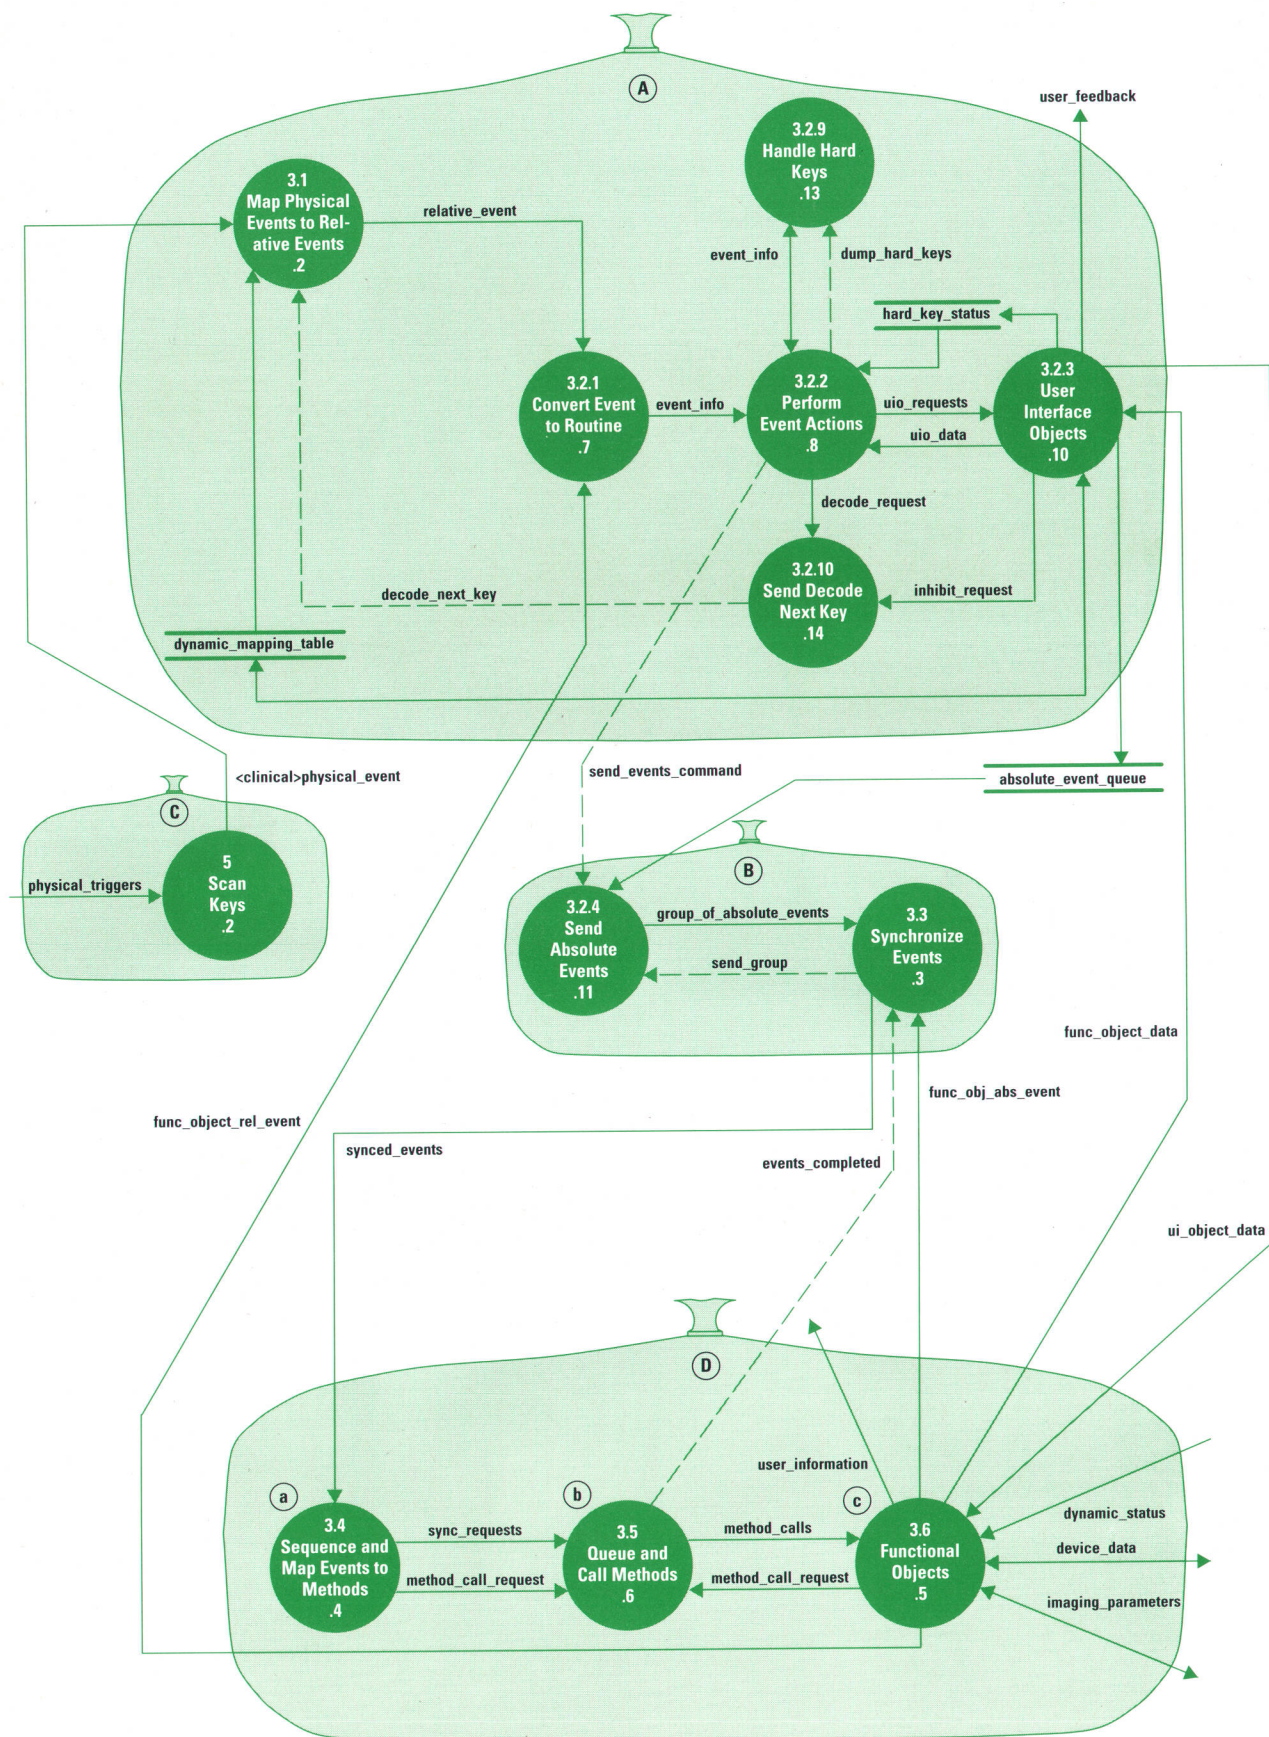 A
user_feedback
3.2.9
Handle Hard
Keys
.13
3.1
Map Physical
Events to Rel-
ative Events
.2
relative_event
event_info
dump_hard_keys
hard_key_status
3.2.1
Convert Event
to Routine
.7
event_info
3.2.2
Perform
Event Actions
.8
uio_requests
uio_data
3.2.3
User
Interface
Objects
.10
decode_request
3.2.10
Send Decode
Next Key
.14
inhibit_request
decode_next_key
dynamic_mapping_table
<clinical>physical_event
send_events_command
absolute_event_queue
C
physical_triggers
5
Scan
Keys
.2
B
3.2.4
Send
Absolute
Events
.11
group_of_absolute_events
send_group
3.3
Synchronize
Events
.3
func_object_data
func_obj_abs_event
func_object_rel_event
synced_events
events_completed
ui_object_data
D
user_information
a
3.4
Sequence and
Map Events to
Methods
.4
sync_requests
method_call_request
b
3.5
Queue and
Call Methods
.6
method_calls
method_call_request
c
3.6
Functional
Objects
.5
dynamic_status
device_data
imaging_parameters